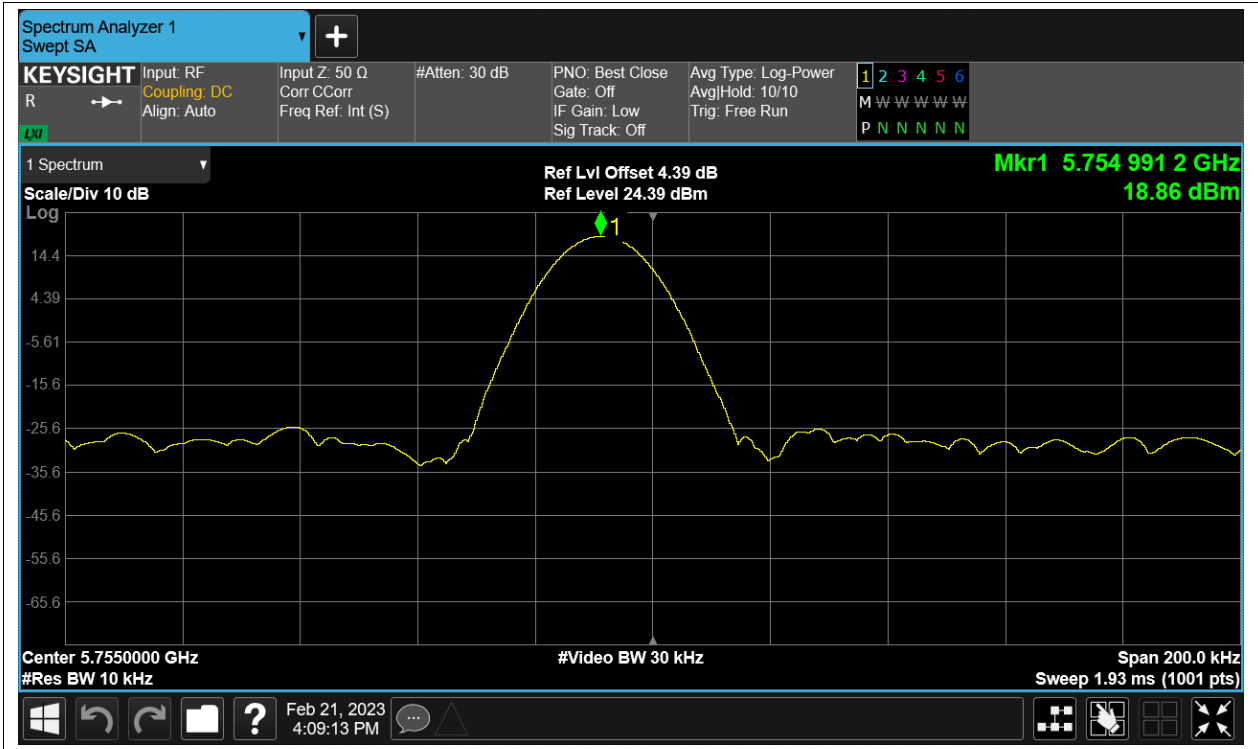 Spectrum Analyzer 1
Swept SA
KEYSIGHT
R
LXI
Input: RF
Coupling: DC
Align: Auto
Input Z: 50 Ω
Corr CCorr
Freq Ref: Int (S)
#Atten: 30 dB
PNO: Best Close
Gate: Off
IF Gain: Low
Sig Track: Off
Avg Type: Log-Power
Avg|Hold: 10/10
Trig: Free Run
1 2 3 4 5 6
M W W W W W
P N N N N N
1 Spectrum
Scale/Div 10 dB
Log
Ref Lvl Offset 4.39 dB
Ref Level 24.39 dBm
Mkr1 5.754 991 2 GHz
18.86 dBm
1
14.4
4.39
-5.61
-15.6
-25.6
-35.6
-45.6
-55.6
-65.6
Center 5.7550000 GHz
#Res BW 10 kHz
#Video BW 30 kHz
Span 200.0 kHz
Sweep 1.93 ms (1001 pts)
?
Feb 21, 2023
4:09:13 PM